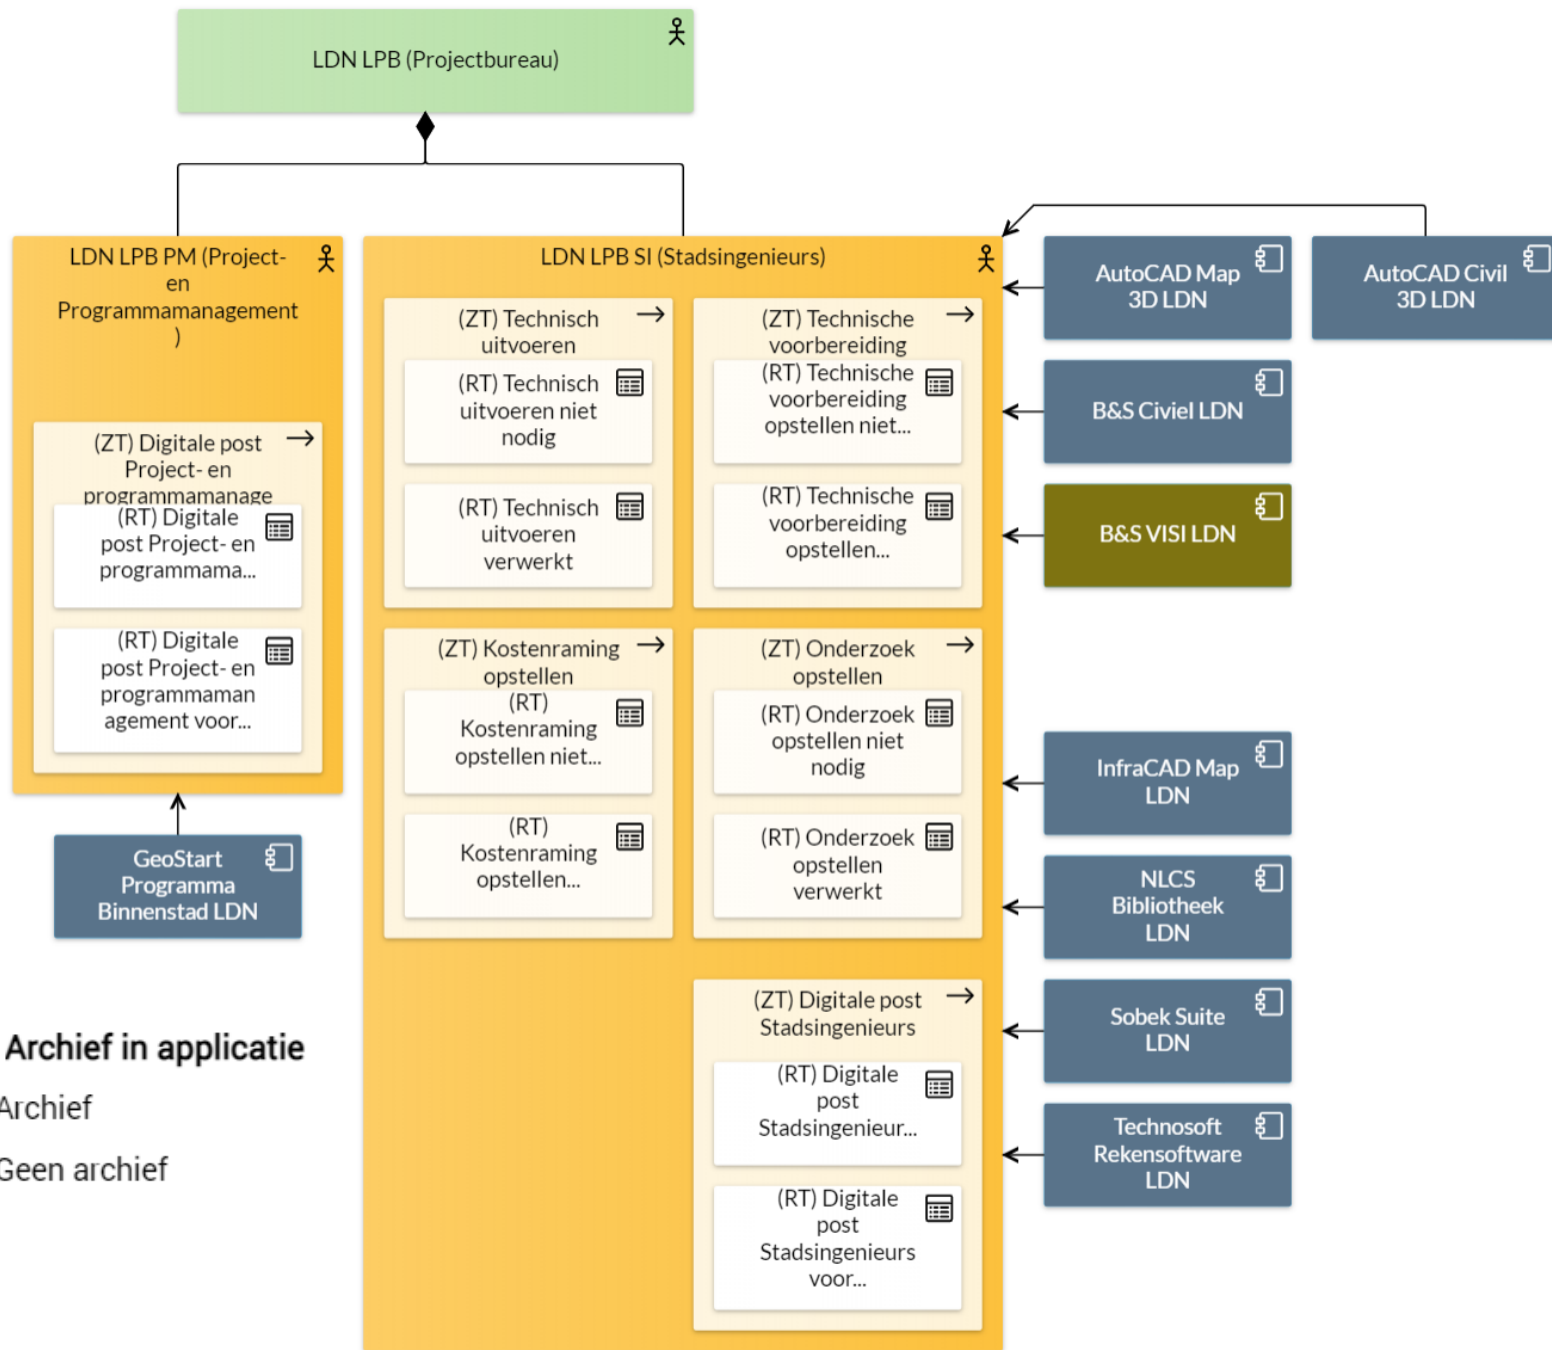 LDN LPB (Projectbureau)
LDN LPB PM (Project-
en
Programmamanagement
)
(ZT) Digitale post
Project- en
programmamanage
(RT) Digitale
post Project- en
programmama...
(RT) Digitale
post Project- en
programmaman
agement voor...
GeoStart
Programma
Binnenstad LDN
LDN LPB SI (Stadsingenieurs)
(ZT) Technisch
uitvoeren
(RT) Technisch
uitvoeren niet
nodig
(RT) Technisch
uitvoeren
verwerkt
(ZT) Technische
voorbereiding
(RT) Technische
voorbereiding
opstellen niet...
(RT) Technische
voorbereiding
opstellen...
(ZT) Kostenraming
opstellen
(RT)
Kostenraming
opstellen niet...
(RT)
Kostenraming
opstellen...
(ZT) Onderzoek
opstellen
(RT) Onderzoek
opstellen niet
nodig
(RT) Onderzoek
opstellen
verwerkt
(ZT) Digitale post
Stadsingenieurs
(RT) Digitale
post
Stadsingenieur...
(RT) Digitale
post
Stadsingenieurs
voor...
AutoCAD Map
3D LDN
AutoCAD Civil
3D LDN
B&S Civiel LDN
B&S VISI LDN
InfraCAD Map
LDN
NLCS
Bibliotheek
LDN
Sobek Suite
LDN
Technosoft
Rekensoftware
LDN
Archief in applicatie
Archief
Geen archief